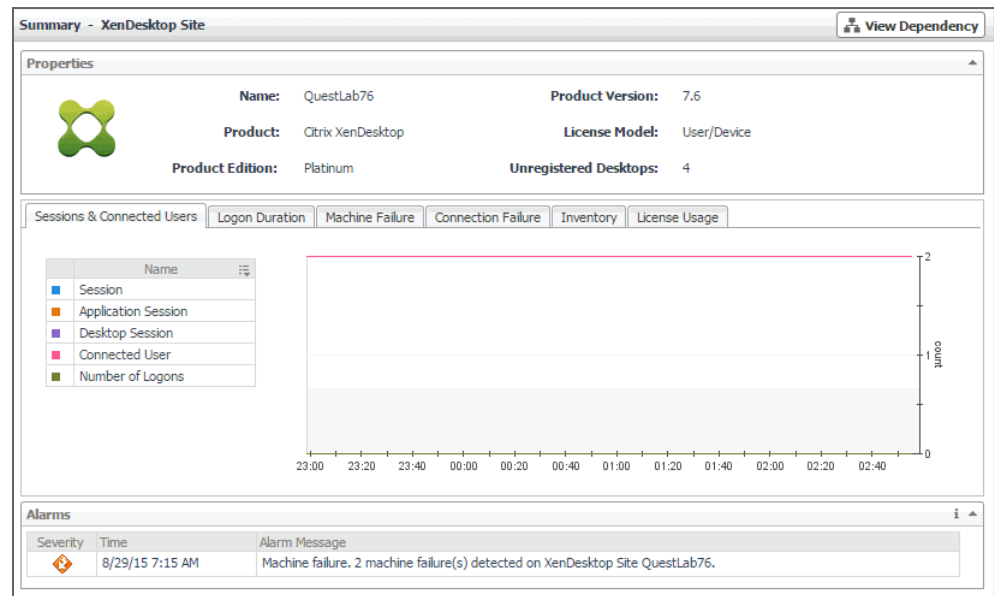 Summary - XenDesktop Site
View Dependency
Properties
Name: QuestLab76 Product Version: 7.6
Product: Citrix XenDesktop License Model: User/Device
Product Edition: Platinum Unregistered Desktops: 4
Sessions & Connected Users Logon Duration Machine Failure Connection Failure Inventory License Usage
Name
Session
Application Session
Desktop Session
Connected User
Number of Logons
2
1
0
count
23:00 23:20 23:40 00:00 00:20 00:40 01:00 01:20 01:40 02:00 02:20 02:40
Alarms
i
Severity Time Alarm Message
8/29/15 7:15 AM Machine failure. 2 machine failure(s) detected on XenDesktop Site QuestLab76.